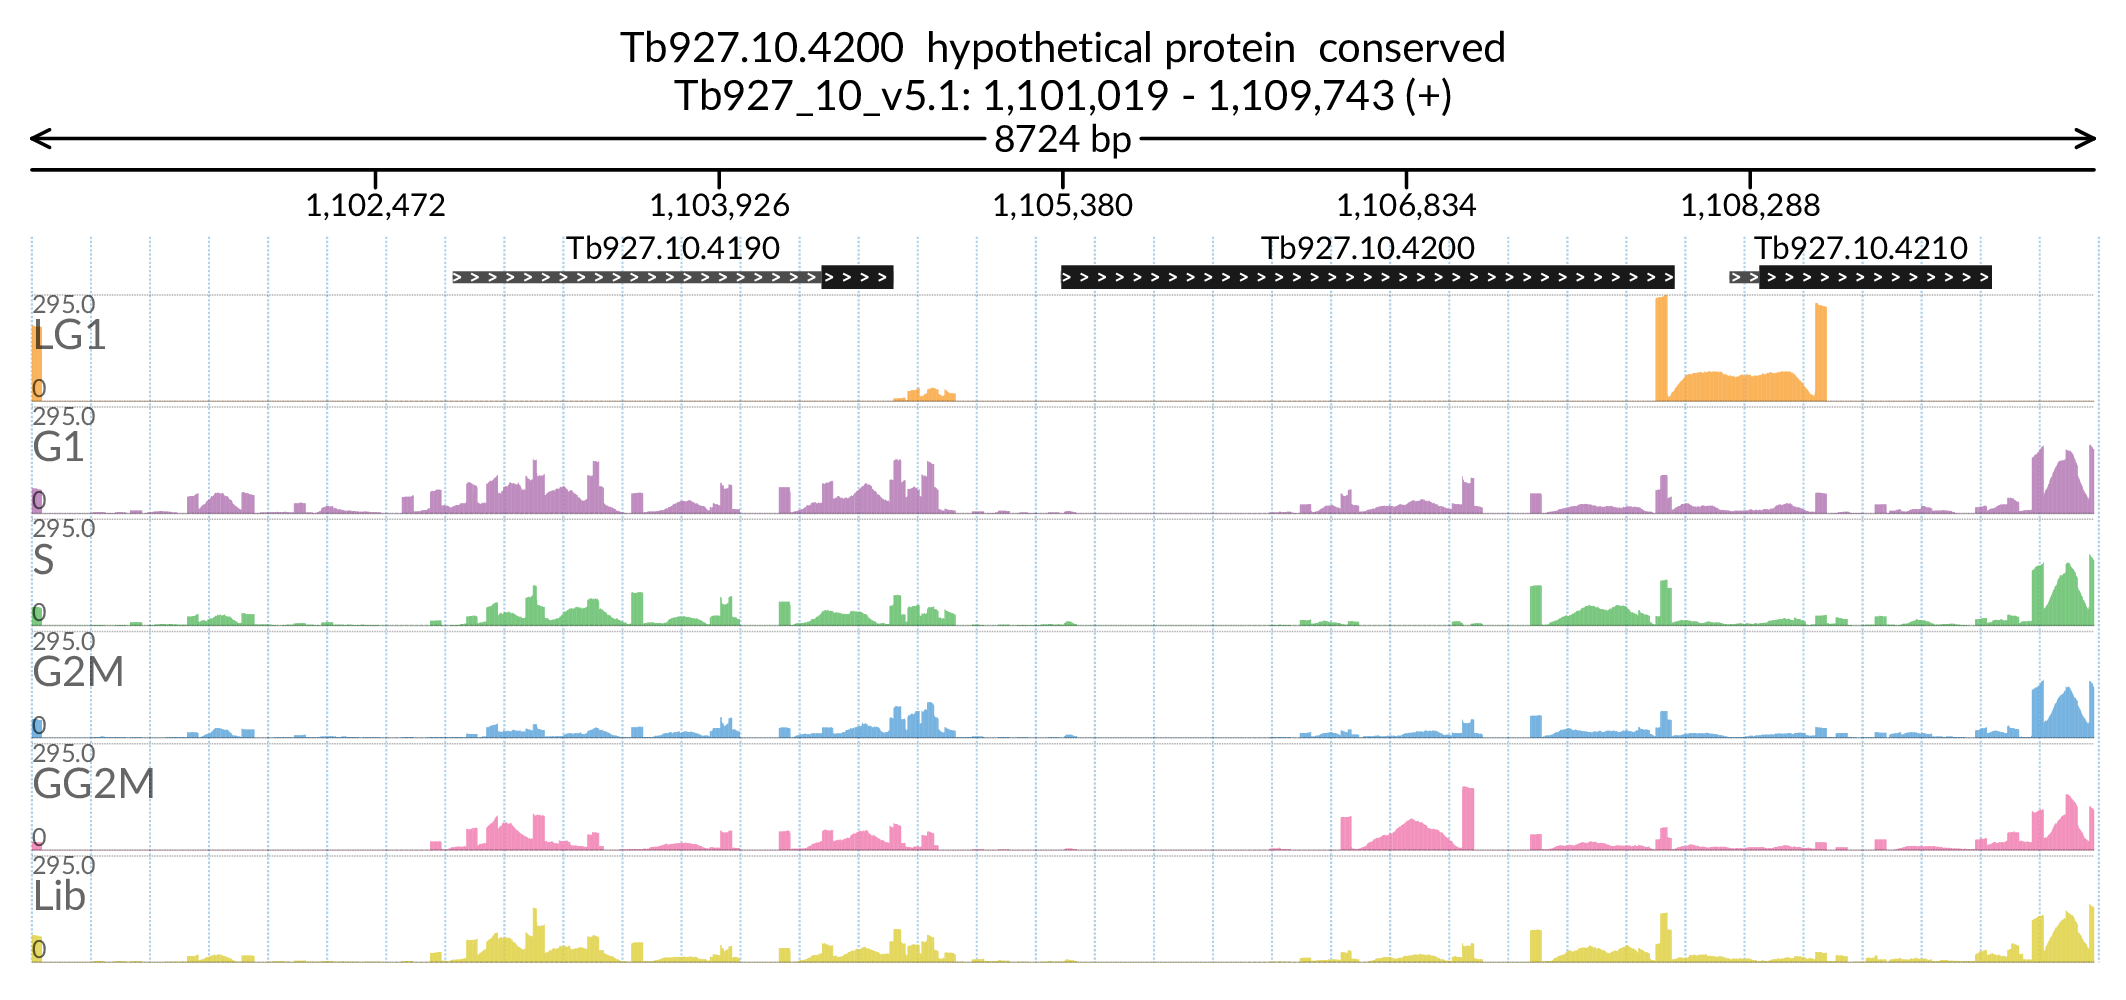 Tb927.10.4200 hypothetical protein conserved
Tb927_10_v5.1: 1,101,019 - 1,109,743 (+)
8724 bp
1,102,472 1,103,926 1,105,380 1,106,834 1,108,288
Tb927.10.4190 Tb927.10.4200 Tb927.10.4210
295.0
LG1
0
295.0
G1
0
295.0
S
0
295.0
G2M
0
295.0
GG2M
0
295.0
Lib
0